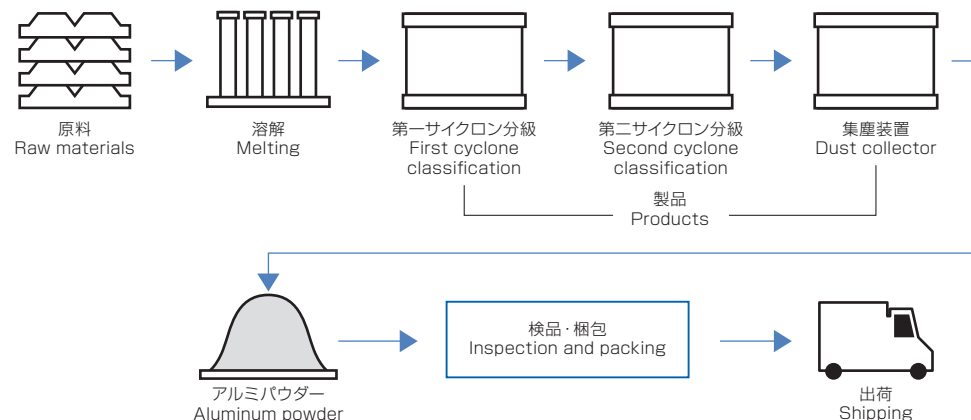 原料
Raw materials
溶解
Melting
第一サイクロン分級
First cyclone
classification
第二サイクロン分級
Second cyclone
classification
集塵装置
Dust collector
製品
Products
アルミパウダー
Aluminum powder
検品・梱包
Inspection and packing
出荷
Shipping